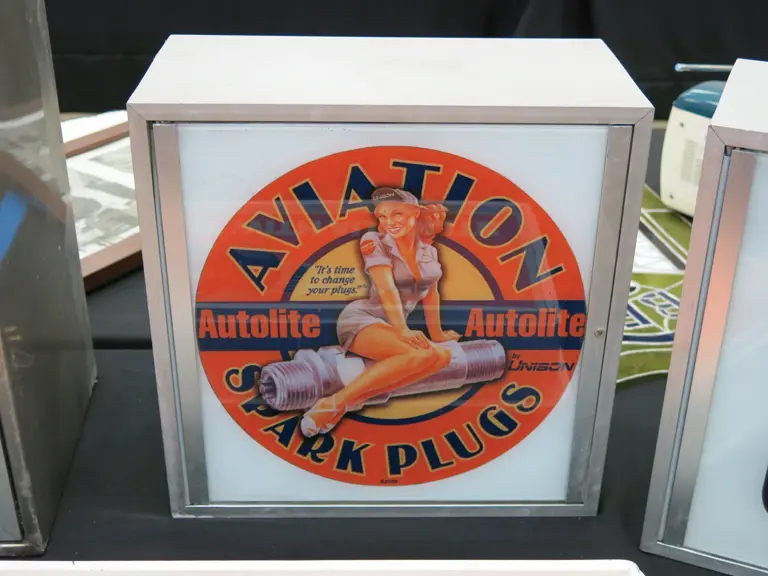 AVIATION
"It's time
to change
your plugs."
Autolite Autolite
by UNISON
SPARK PLUGS